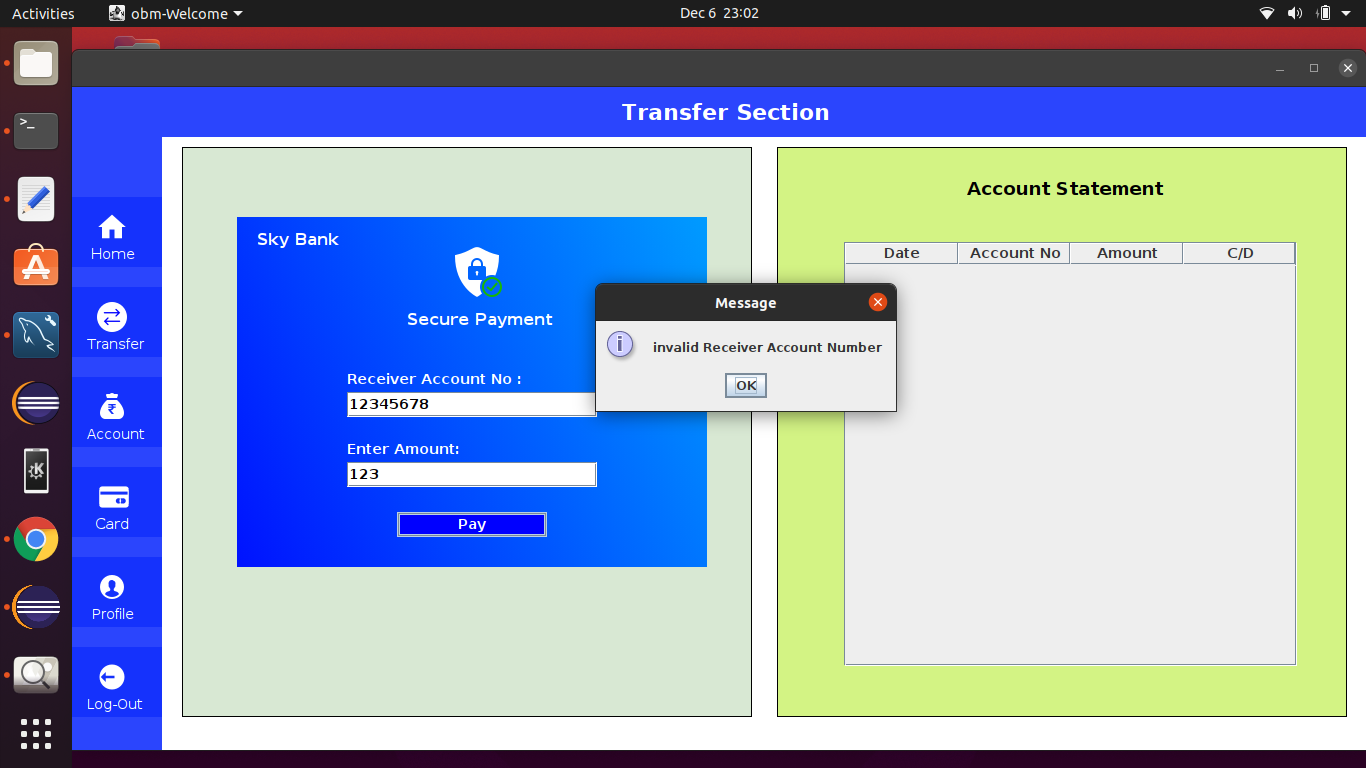 Activities
obm-Welcome
Dec 6 23:02
Transfer Section
Home
Transfer
Account
Card
Profile
Log-Out
Sky Bank
Secure Payment
Receiver Account No :
12345678
Enter Amount:
123
Pay
Message
invalid Receiver Account Number
OK
Account Statement
Date Account No Amount C/D